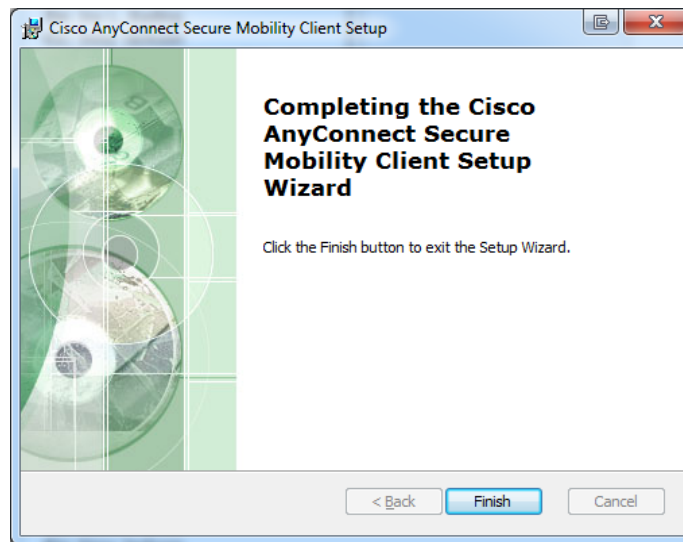 Cisco AnyConnect Secure Mobility Client Setup
Completing the Cisco
AnyConnect Secure
Mobility Client Setup
Wizard
Click the Finish button to exit the Setup Wizard.
< Back
Finish
Cancel